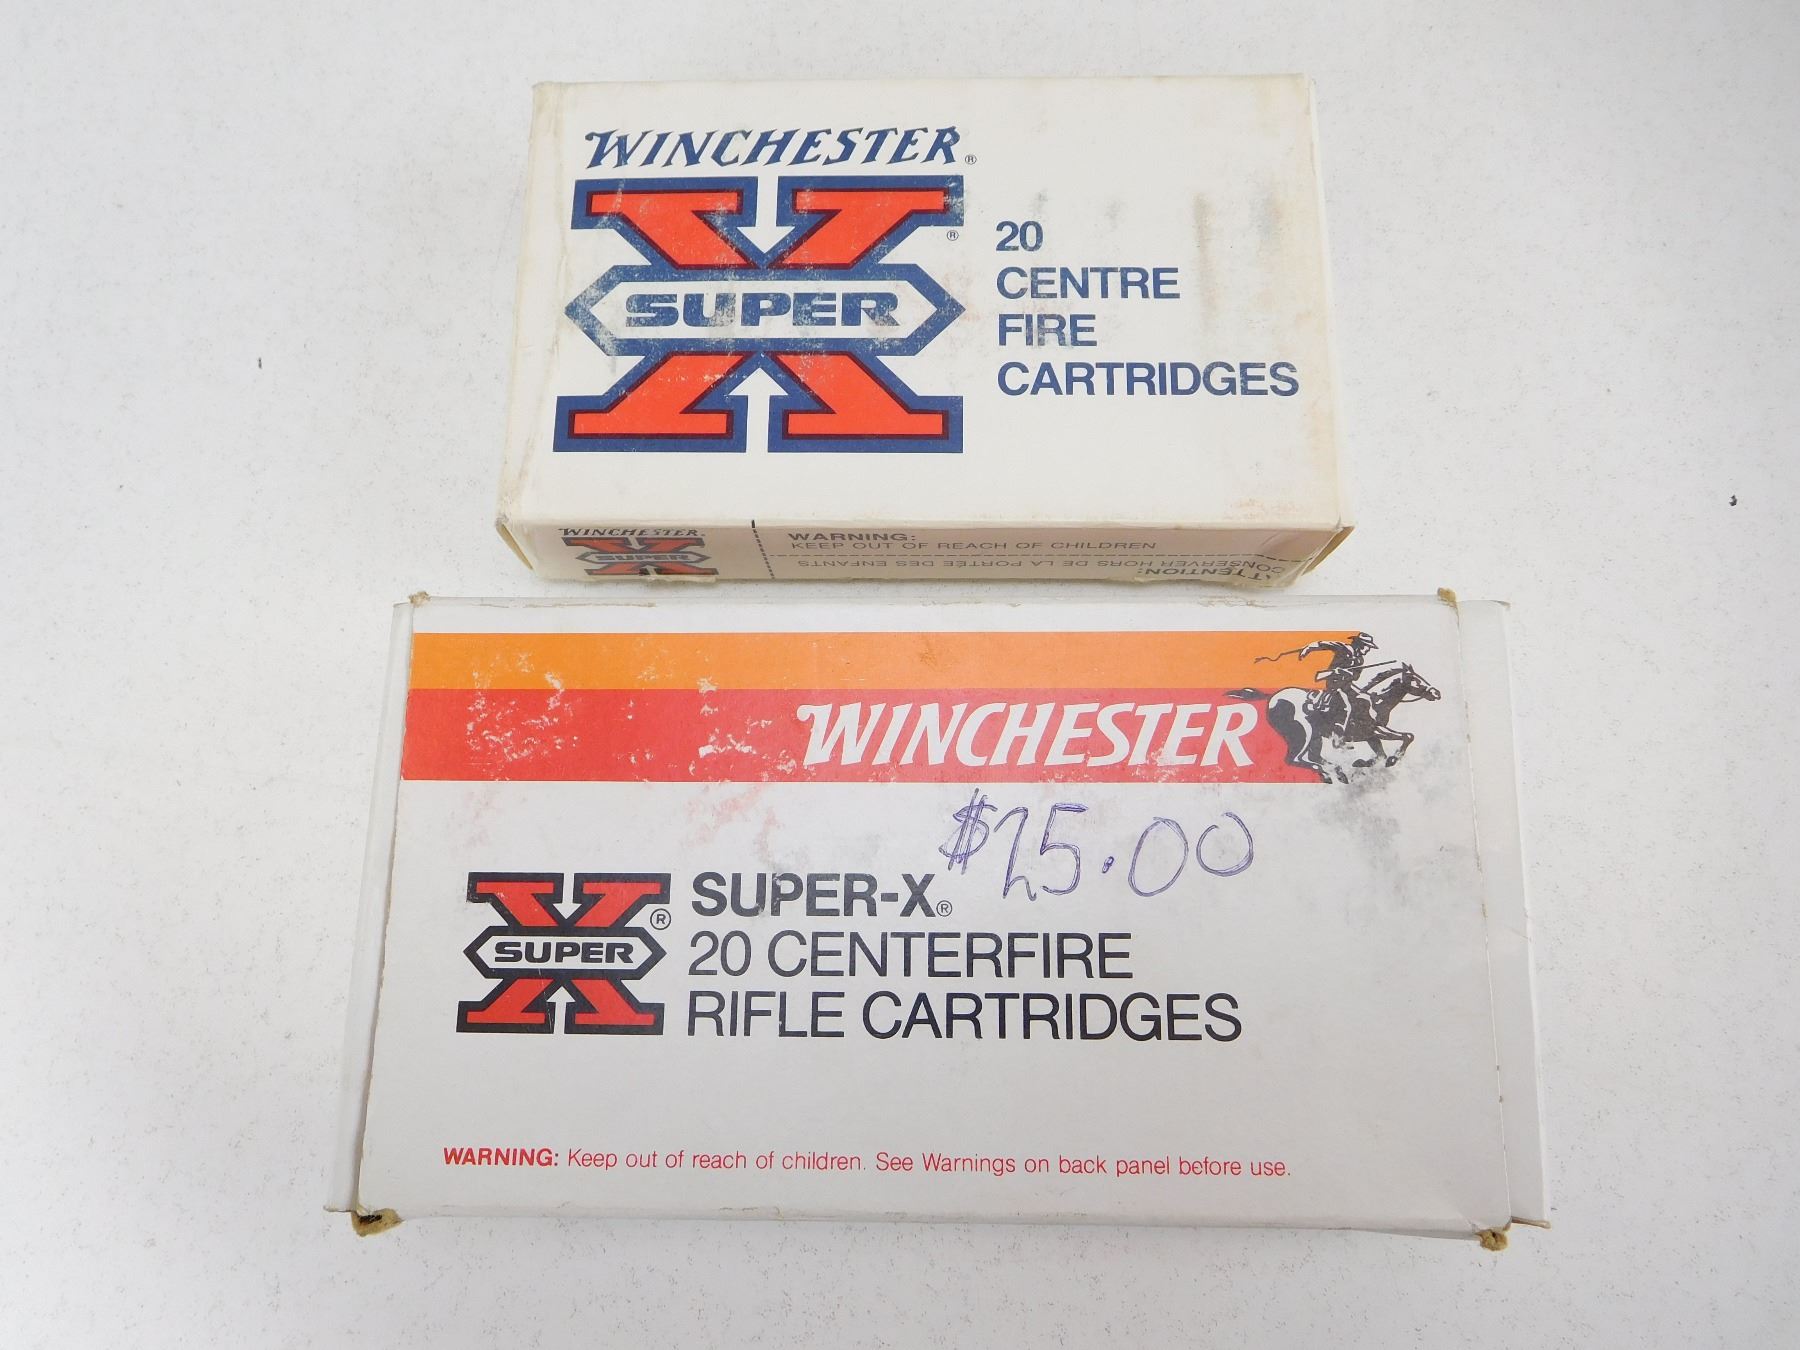 WINCHESTER®
X®
SUPER
20
CENTRE
FIRE
CARTRIDGES
WINCHESTER
X
SUPER
WARNING:
KEEP OUT OF REACH OF CHILDREN
ATTENTION:
CONSERVER HORS DE LA PORTÉE DES ENFANTS
WINCHESTER
$25.00
X®
SUPER
SUPER-X®
20 CENTERFIRE
RIFLE CARTRIDGES
WARNING: Keep out of reach of children. See Warnings on back panel before use.